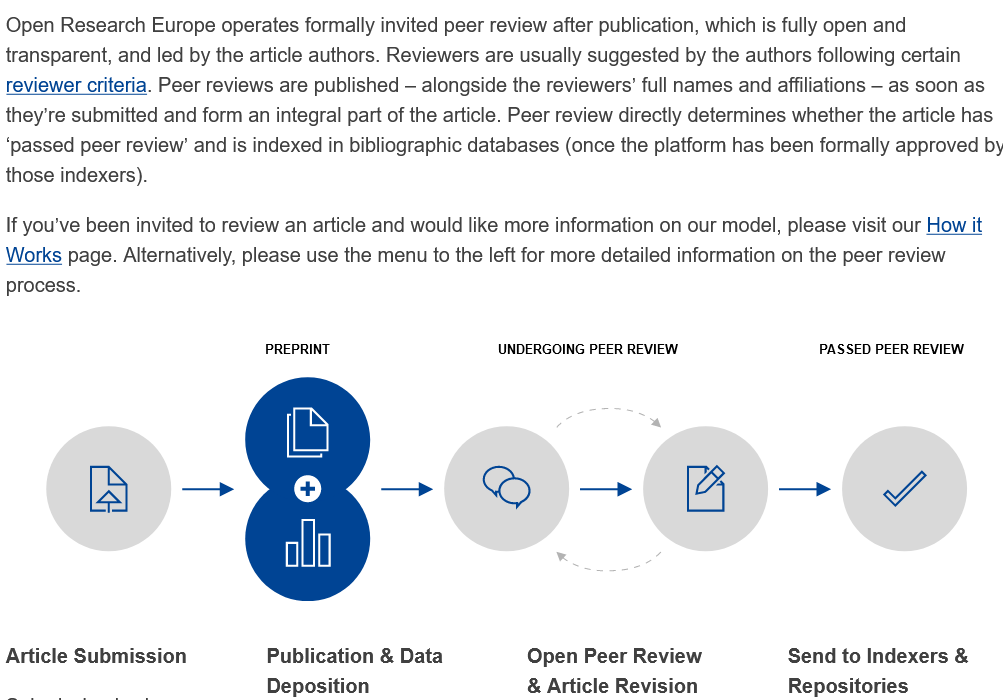 Open Research Europe operates formally invited peer review after publication, which is fully open and
transparent, and led by the article authors. Reviewers are usually suggested by the authors following certain
reviewer criteria. Peer reviews are published – alongside the reviewers’ full names and affiliations – as soon as
they’re submitted and form an integral part of the article. Peer review directly determines whether the article has
‘passed peer review’ and is indexed in bibliographic databases (once the platform has been formally approved by
those indexers).
If you’ve been invited to review an article and would like more information on our model, please visit our How it
Works page. Alternatively, please use the menu to the left for more detailed information on the peer review
process.
PREPRINT
UNDERGOING PEER REVIEW
PASSED PEER REVIEW
Article Submission
Publication & Data
Deposition
Open Peer Review
& Article Revision
Send to Indexers &
Repositories